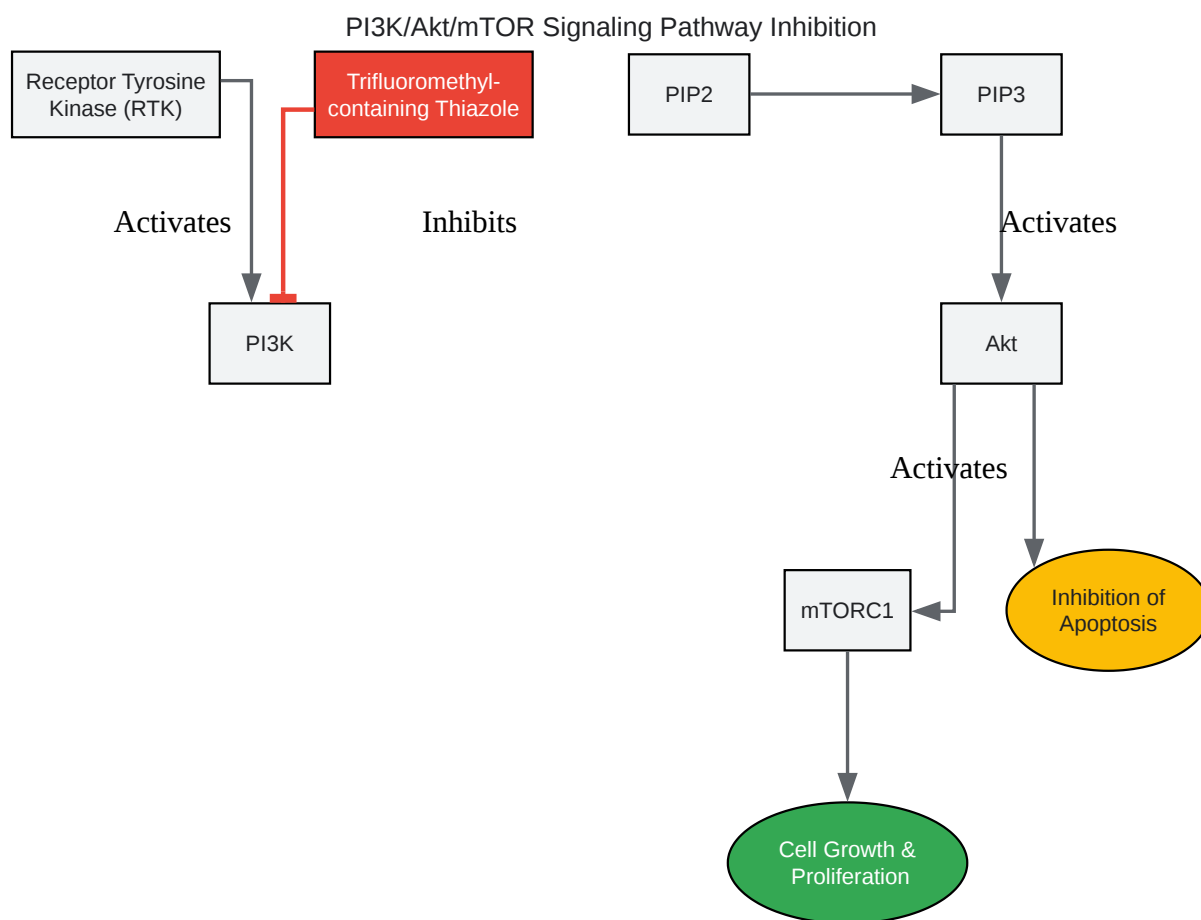 PI3K/Akt/mTOR Signaling Pathway Inhibition
Receptor Tyrosine
Kinase (RTK)
Trifluoromethyl-
containing Thiazole
PIP2
PIP3
Activates
Inhibits
Activates
PI3K
Akt
Activates
mTORC1
Inhibition of
Apoptosis
Cell Growth &
Proliferation